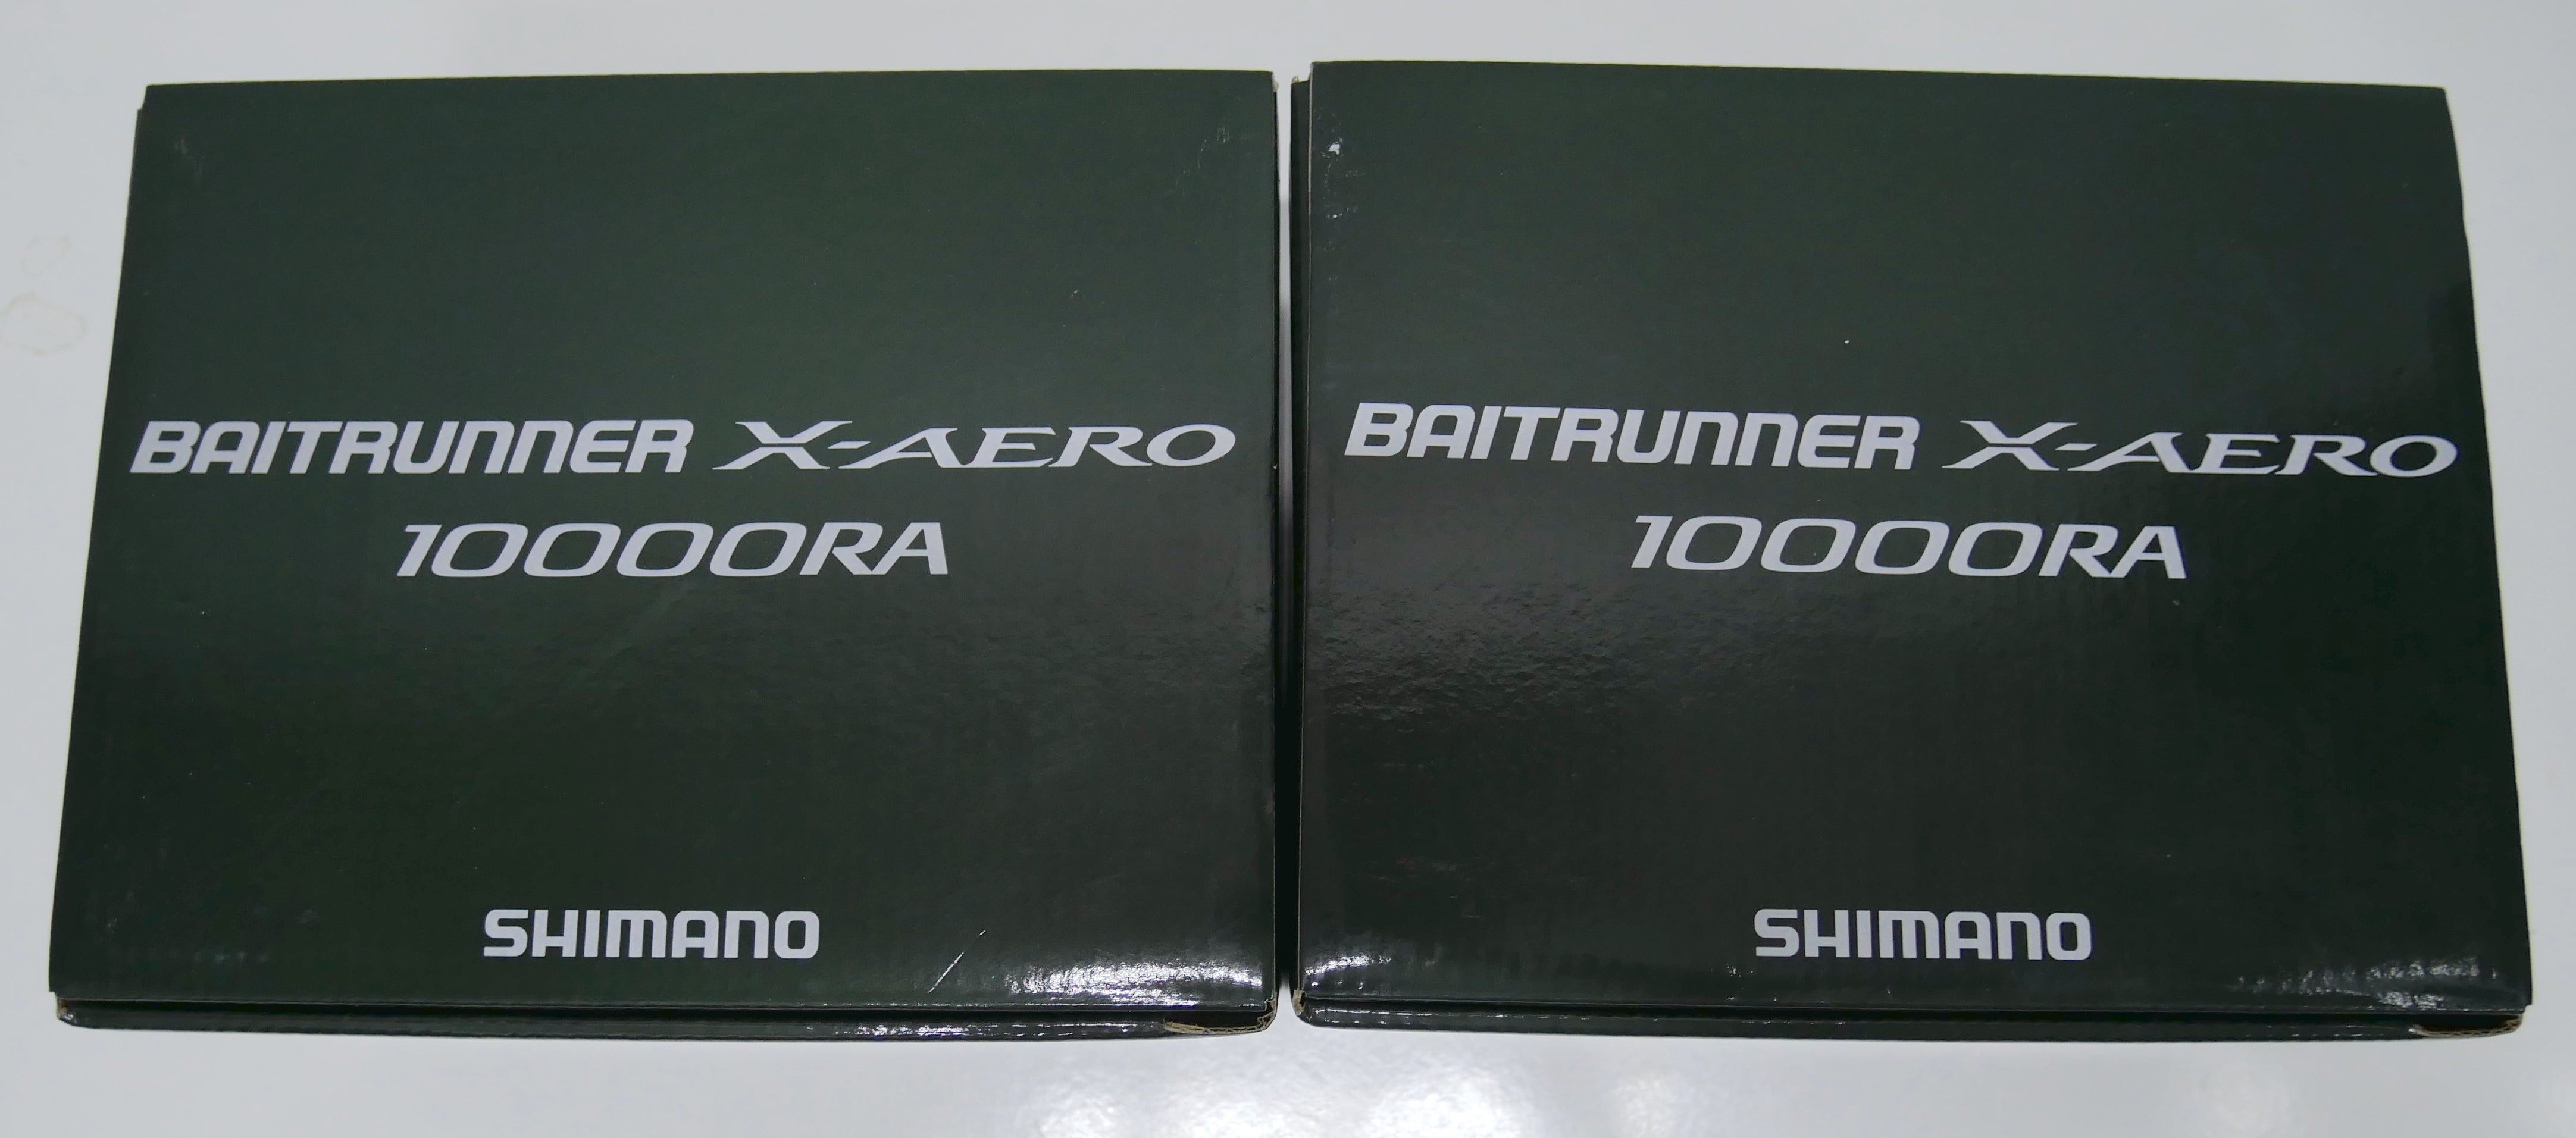 BAITRUNNER X-AERO
10000RA
SHIMANO
BAITRUNNER X-AERO
10000RA
SHIMANO